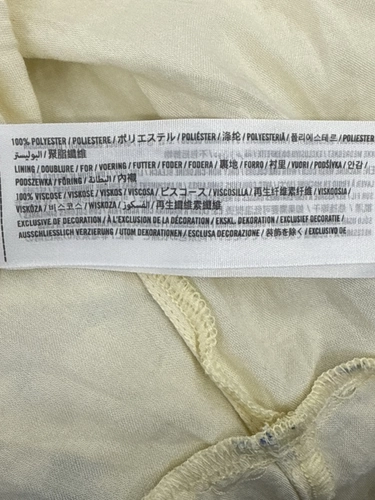 100% POLYESTER / POLIESTERE / ポリエステル / POLIÉSTER / 涤纶 / POLYESTERIÄ / 폴리에스테르 / POLIESTER
البوليستر / 聚脂纖維
LINING / DOUBLURE / FOR / VOERING / FUTTER / FODER / FODERA / 裏地 / FORRO / 衬里 / VUORI / PODŠÍVKA / 안감 /
PODSZEWKA / FÖRING / البطانة / 內襯
100% VISCOSE / VISKOSE / VISKOS / VISCOSA / ビスコース / VISCOSILLA / 再生纤维素纤维 / VISKOOSIA /
VISKÓZA / 비스코스 / WISKOZA / الفسكوز / 再生纖維素纖維
EXCLUSIVE OF DECORATION / À L'EXCLUSION DE LA DÉCORATION / EKSKL. DEKORATION / EXCLUSIEF DECORATIE /
AUSSCHLIESSLICH VERZIERUNG / UTOM DEKORATIONEN / ESCLUSA DECORAZIONE / 装飾を除く / EXCLUSIVO DE